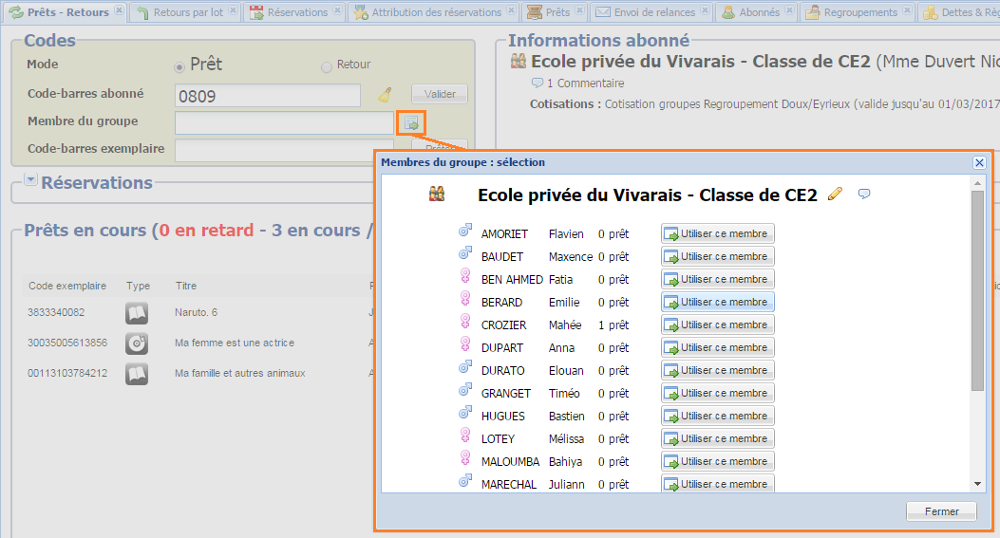 Prêts - Retours
Retours par lot
Réservations
Attribution des réservations
Prêts
Envoi de relances
Abonnés
Regroupements
Dettes & Règ
Codes
Mode
Prêt
Retour
Code-barres abonné
0809
Valider
Membre du groupe
Code-barres exemplaire
Réservations
Informations abonné
Ecole privée du Vivarais - Classe de CE2 (Mme Duvert Nic
1 Commentaire
Cotisations : Cotisation groupes Regroupement Doux/Eyrieux (valide jusqu'au 01/03/2017
Prêts en cours (0 en retard - 3 en cours /
Code exemplaire Type Titre
3833340082 Naruto. 6
30035005613856 Ma femme est une actrice
00113103784212 Ma famille et autres animaux
Membres du groupe : sélection
Ecole privée du Vivarais - Classe de CE2
AMORIET Flavien 0 prêt Utiliser ce membre
BAUDET Maxence 0 prêt Utiliser ce membre
BEN AHMED Fatia 0 prêt Utiliser ce membre
BERARD Emilie 0 prêt Utiliser ce membre
CROZIER Mahée 1 prêt Utiliser ce membre
DUPART Anna 0 prêt Utiliser ce membre
DURATO Elouan 0 prêt Utiliser ce membre
GRANGET Timéo 0 prêt Utiliser ce membre
HUGUES Bastien 0 prêt Utiliser ce membre
LOTEY Mélissa 0 prêt Utiliser ce membre
MALOUMBA Bahiya 0 prêt Utiliser ce membre
MARECHAL Juliann 0 prêt Utiliser ce membre
Fermer